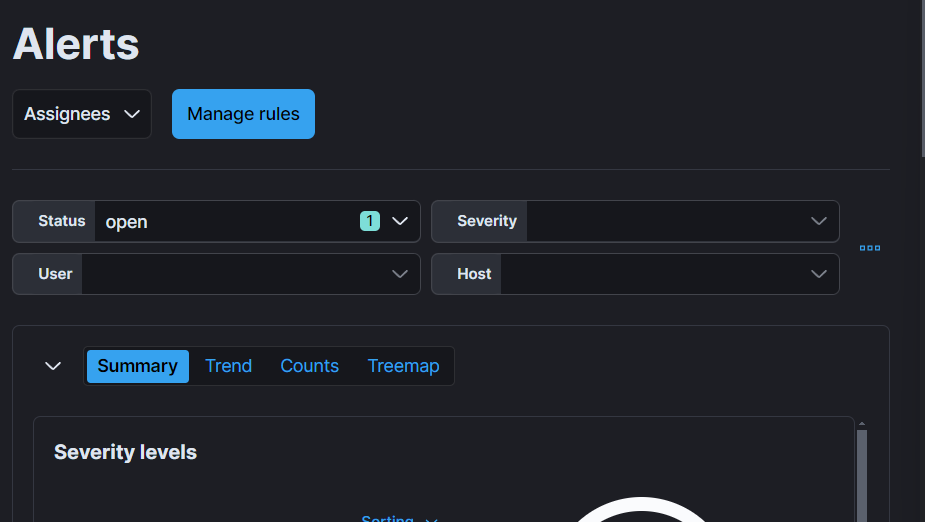 Alerts
Assignees Manage rules
Status open 1 Severity
User Host
Summary Trend Counts Treemap
Severity levels
Sorting